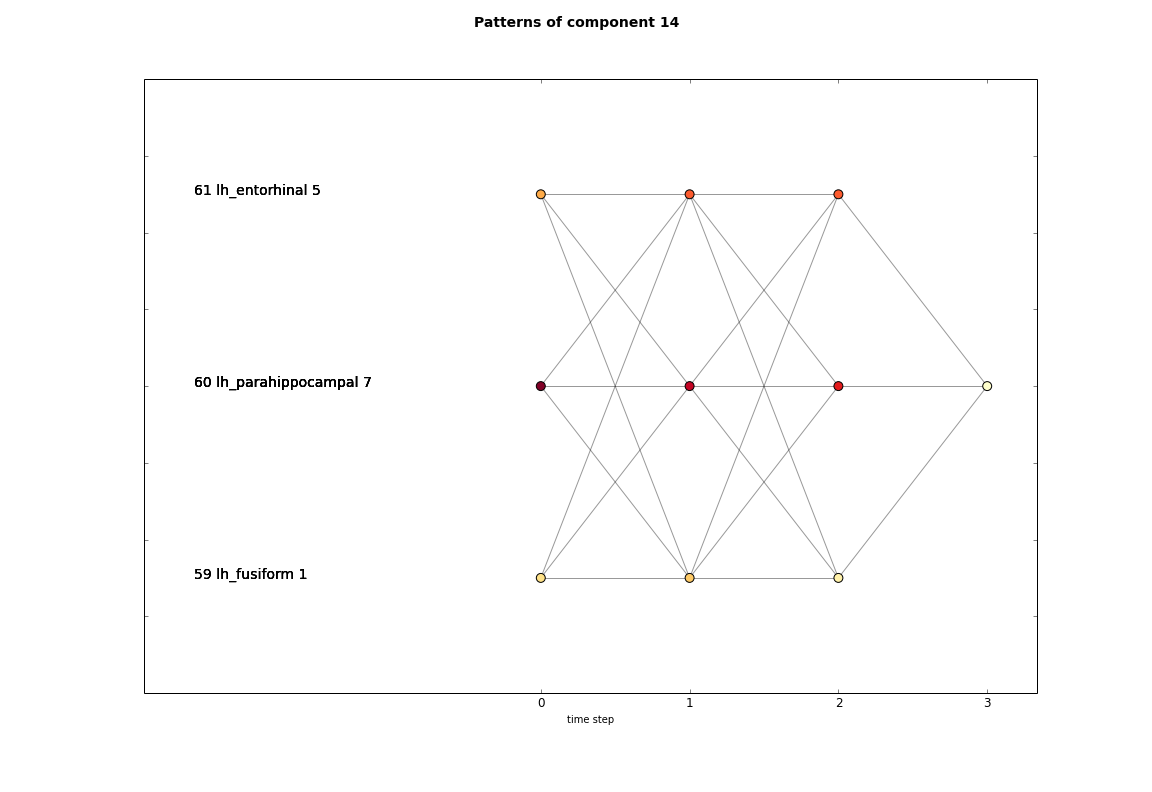 Patterns of component 14
61 lh_entorhinal 5
60 lh_parahippocampal 7
59 lh_fusiform 1
0 1 2 3
time step